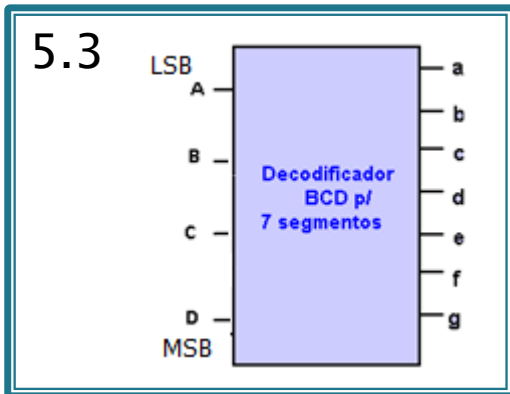 5.3
LSB
A
B
C
D
MSB
Decodificador
BCD p/
7 segmentos
a
b
c
d
e
f
g